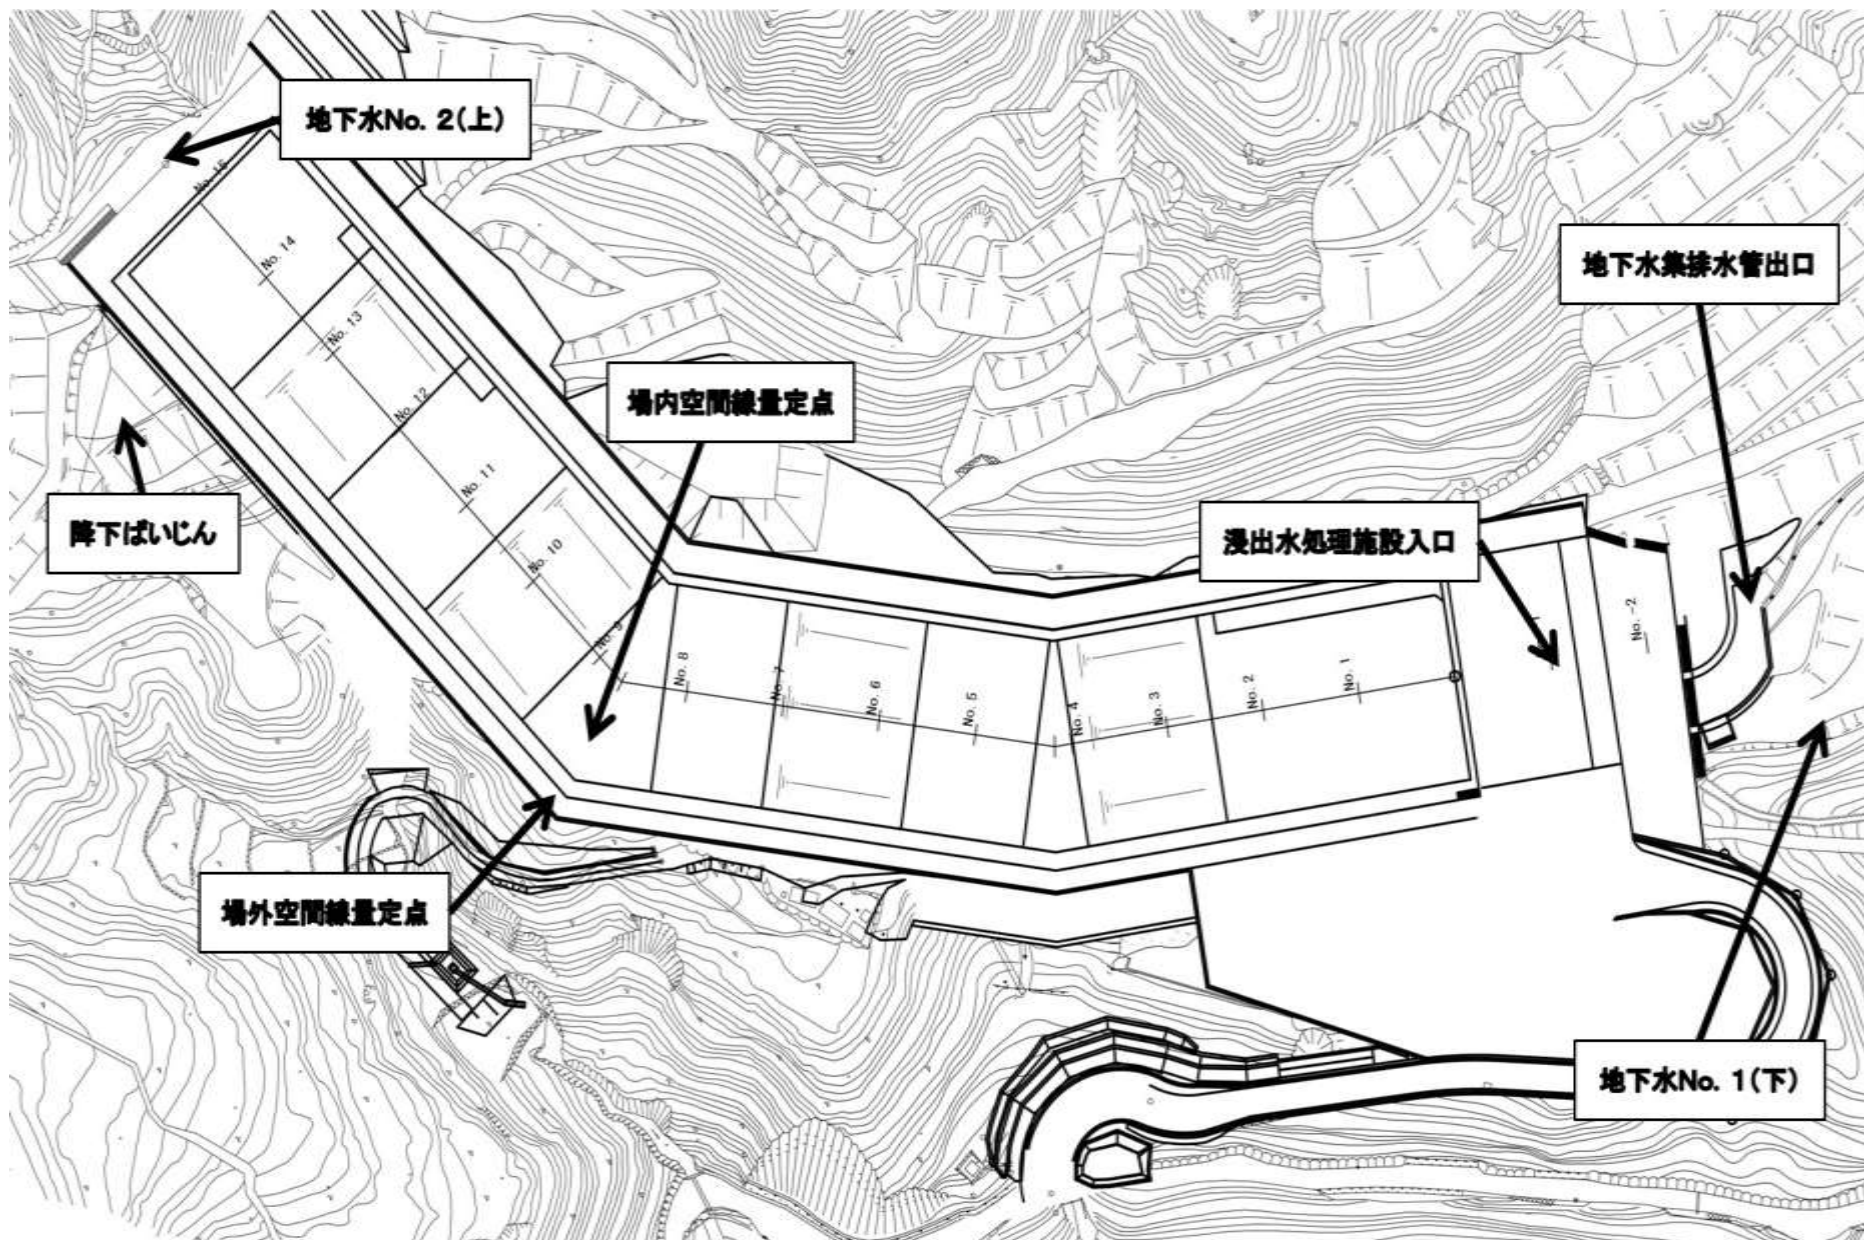 地下水No. 2(上)
No. 14
No. 13
No. 12
No. 11
No. 10
No. 9
地下水集排水管出口
場内空間線量定点
降下ばいじん
浸出水処理施設入口
No. 8
No. 7
No. 6
No. 5
No. 4
No. 3
No. 2
No. 1
No. -2
場外空間線量定点
地下水No. 1(下)